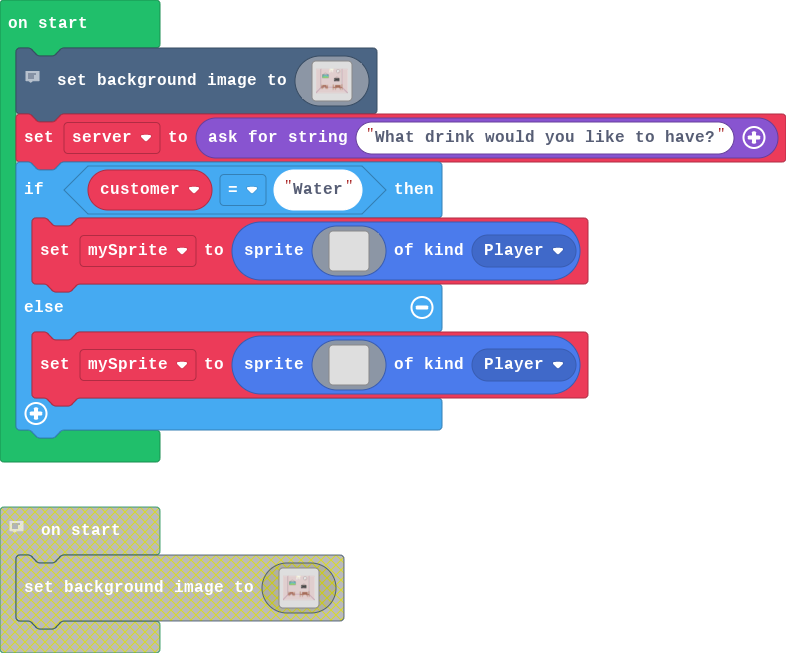 on start
set background image to
set server to ask for string "What drink would you like to have?"
if customer = "Water" then
set mySprite to sprite of kind Player
else
set mySprite to sprite of kind Player
on start
set background image to